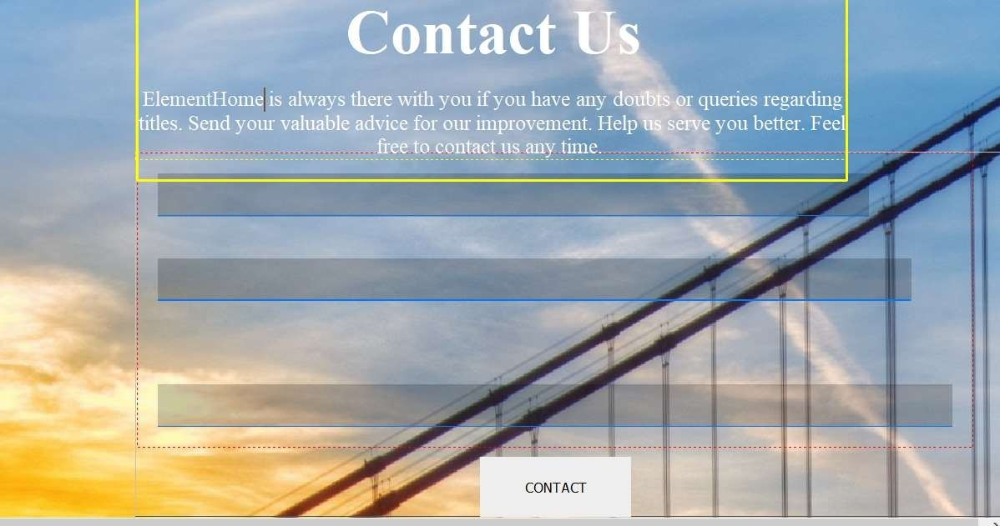 Contact Us
ElementHome is always there with you if you have any doubts or queries regarding
titles. Send your valuable advice for our improvement. Help us serve you better. Feel
free to contact us any time.
CONTACT